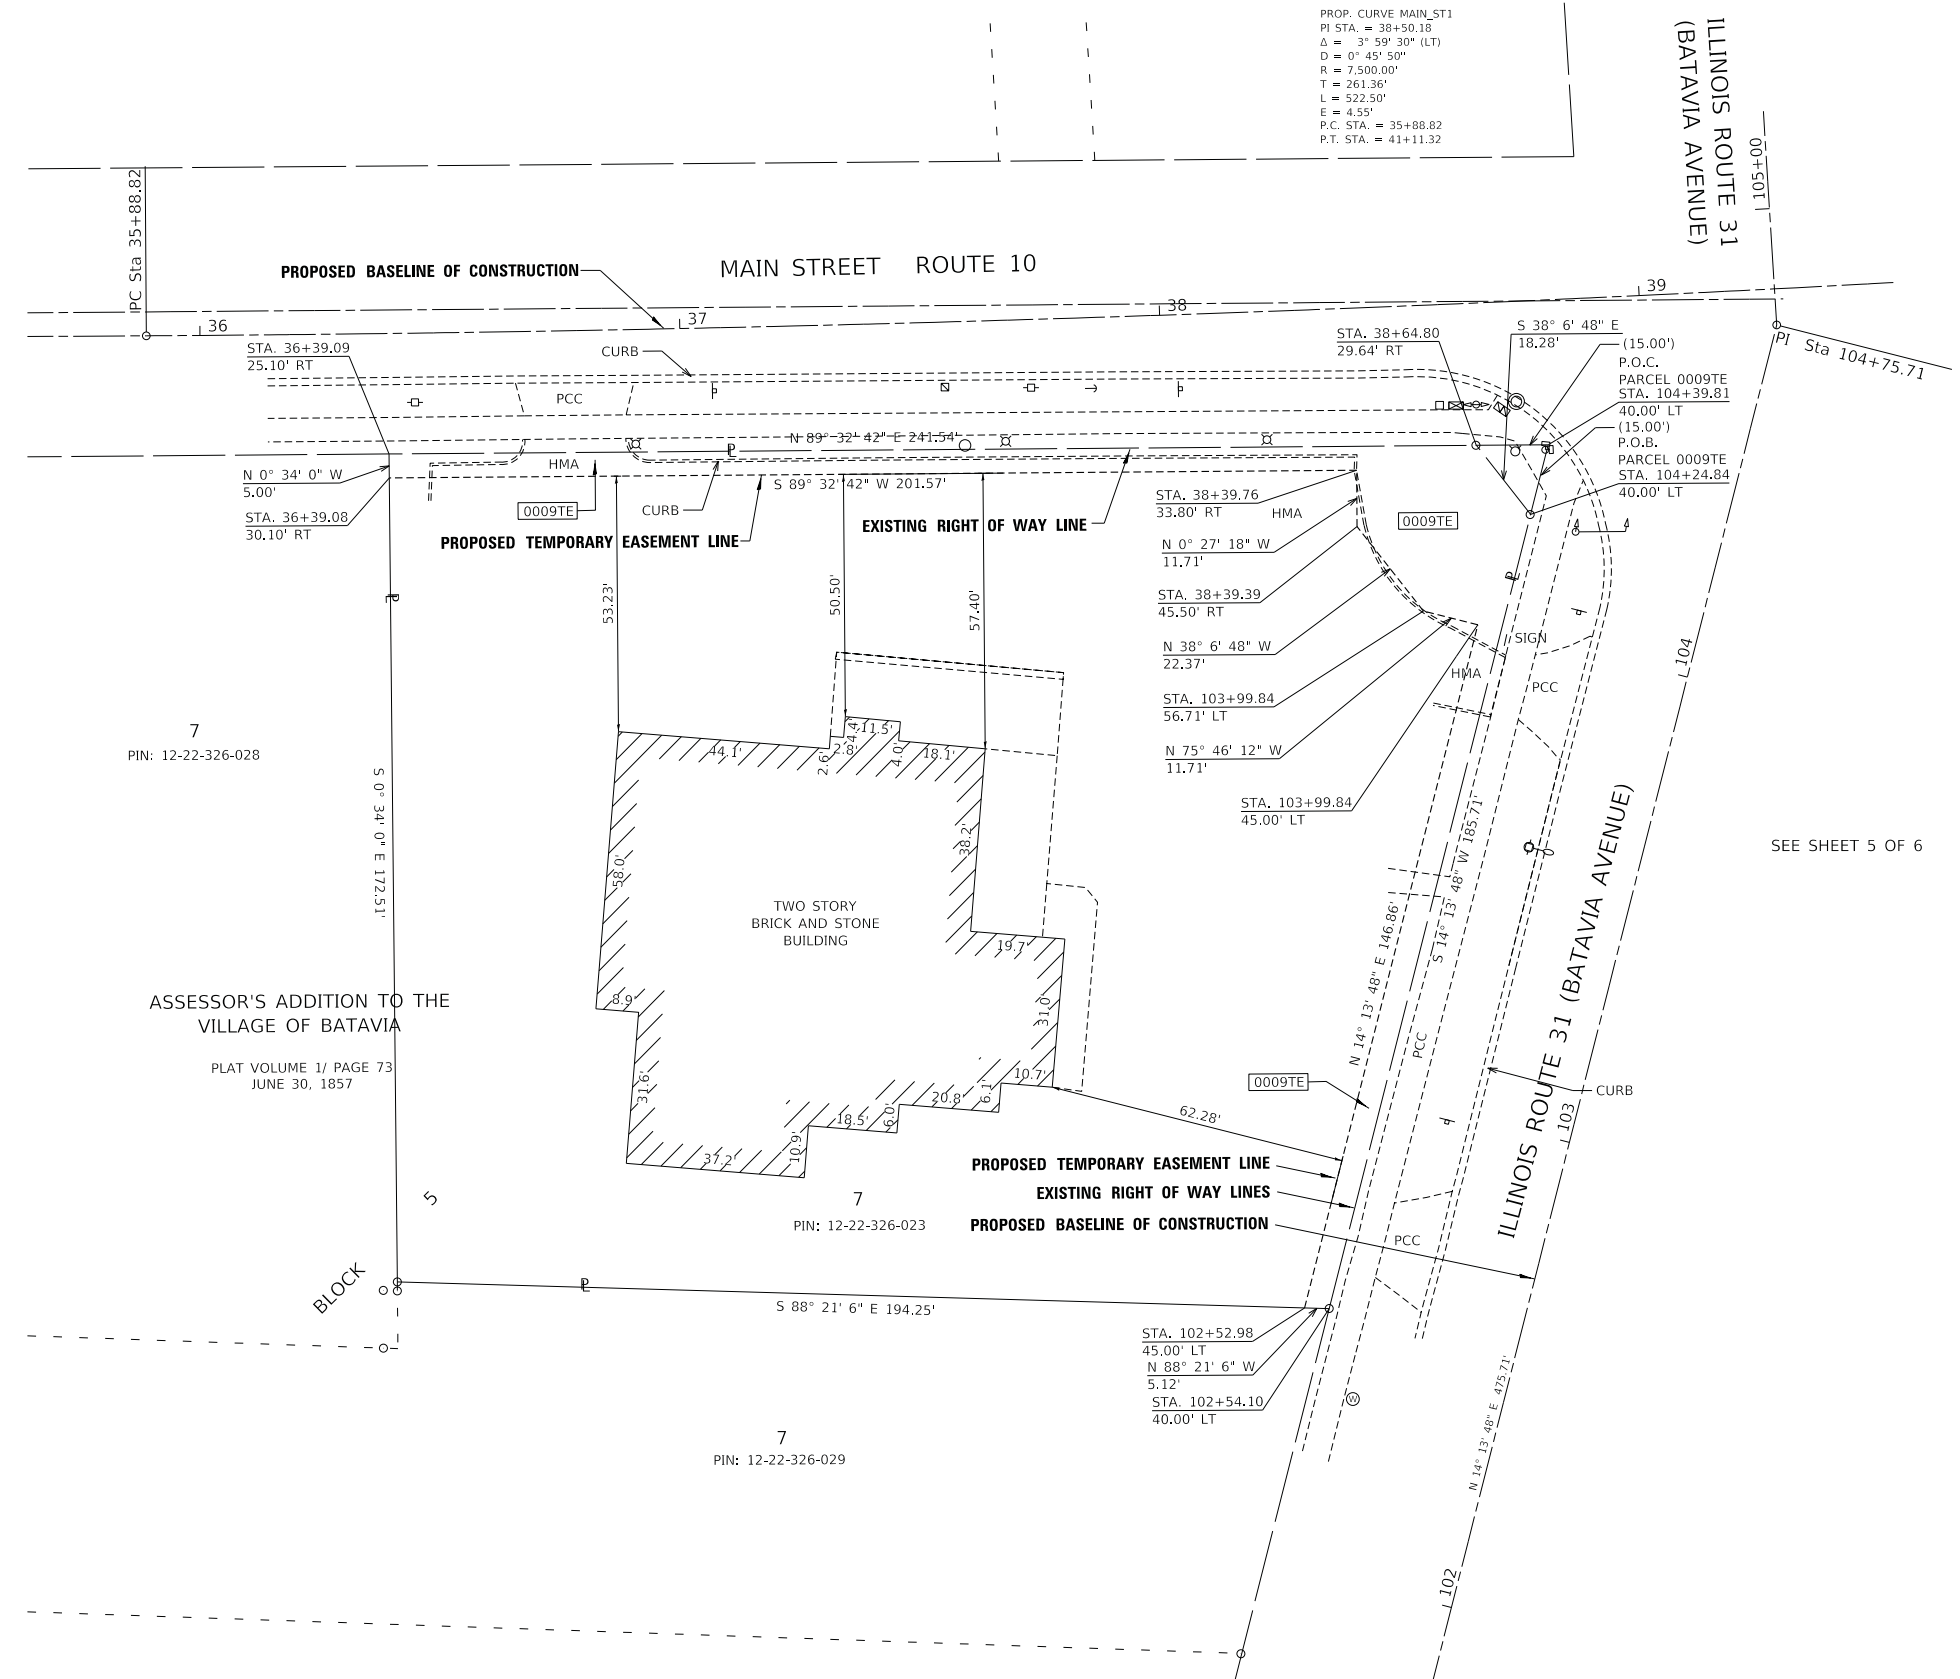 PROP. CURVE MAIN_ST1
PI STA. = 38+50.18
Δ = 3° 59' 30" (LT)
D = 0° 45' 50"
R = 7,500.00'
T = 261.36'
L = 522.50'
E = 4.55'
P.C. STA. = 35+88.82
P.T. STA. = 41+11.32
ILLINOIS ROUTE 31
(BATAVIA AVENUE)
105+00
PC Sta 35+88.82
PROPOSED BASELINE OF CONSTRUCTION
MAIN STREET ROUTE 10
36
37
38
39
PI Sta 104+75.71
STA. 36+39.09
25.10' RT
CURB
PCC
STA. 38+64.80
29.64' RT
S 38° 6' 48" E
18.28'
(15.00')
P.O.C.
PARCEL 0009TE
STA. 104+39.81
40.00' LT
(15.00')
P.O.B.
PARCEL 0009TE
STA. 104+24.84
40.00' LT
N 89° 32' 42" E 241.54'
PL
HMA
N 0° 34' 0" W
5.00'
STA. 36+39.08
30.10' RT
S 89° 32' 42" W 201.57'
0009TE
CURB
PROPOSED TEMPORARY EASEMENT LINE
EXISTING RIGHT OF WAY LINE
STA. 38+39.76
33.80' RT
HMA
0009TE
N 0° 27' 18" W
11.71'
STA. 38+39.39
45.50' RT
N 38° 6' 48" W
22.37'
STA. 103+99.84
56.71' LT
N 75° 46' 12" W
11.71'
STA. 103+99.84
45.00' LT
PL
PL
SIGN
HMA
PCC
104
53.23'
50.50'
57.40'
7
PIN: 12-22-326-028
44.1'
2.6'
2.8'
4.4'
11.5'
4.0'
18.1'
38.2'
58.0'
TWO STORY
BRICK AND STONE
BUILDING
19.7'
31.0'
8.9'
31.6'
10.7'
6.1'
20.8'
6.0'
18.5'
10.9'
37.2'
S 0° 34' 0" E 172.51'
SEE SHEET 5 OF 6
ASSESSOR'S ADDITION TO THE
VILLAGE OF BATAVIA
PLAT VOLUME 1/ PAGE 73
JUNE 30, 1857
S 14° 13' 48" W 185.71'
N 14° 13' 48" E 146.86'
PCC
ILLINOIS ROUTE 31 (BATAVIA AVENUE)
0009TE
CURB
103
62.28'
PROPOSED TEMPORARY EASEMENT LINE
EXISTING RIGHT OF WAY LINES
PROPOSED BASELINE OF CONSTRUCTION
7
PIN: 12-22-326-023
5
BLOCK
PCC
PL
S 88° 21' 6" E 194.25'
STA. 102+52.98
45.00' LT
N 88° 21' 6" W
5.12'
STA. 102+54.10
40.00' LT
W
N 14° 13' 48" E 475.71'
7
PIN: 12-22-326-029
102